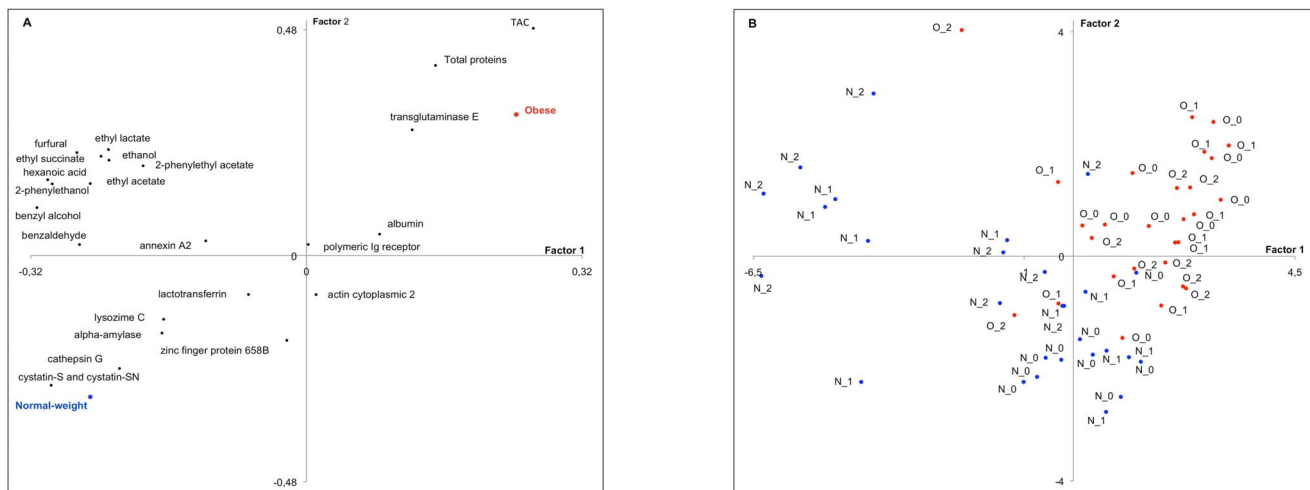 A
Factor 2
0,48
TAC
Total proteins
Obese
transglutaminase E
ethyl lactate
furfural
ethyl succinate
ethanol
2-phenylethyl acetate
hexanoic acid
ethyl acetate
2-phenylethanol
benzyl alcohol
albumin
benzaldehyde
annexin A2
polymeric Ig receptor
Factor 1
-0,32
0
0,32
lactotransferrin
actin cytoplasmic 2
lysozime C
alpha-amylase
zinc finger protein 658B
cathepsin G
cystatin-S and cystatin-SN
Normal-weight
-0,48
B
Factor 2
4
O_2
N_2
O_1
O_0
O_1
O_1
O_0
N_2
O_1
N_2
O_0
O_2
O_2
N_2
N_1
O_0
N_1
O_0
O_0
O_0
O_1
O_0
N_1
N_1
O_2
O_1
N_2
O_1
Factor 1
-6,5
0
4,5
N_2
N_2
O_2
O_2
N_0
O_1
N_1
O_2
O_2
N_2
O_1
N_1
O_1
O_2
N_2
N_0
O_0
N_0
N_0
N_1
N_1
N_0
N_0
N_0
N_0
N_1
N_0
N_1
-4